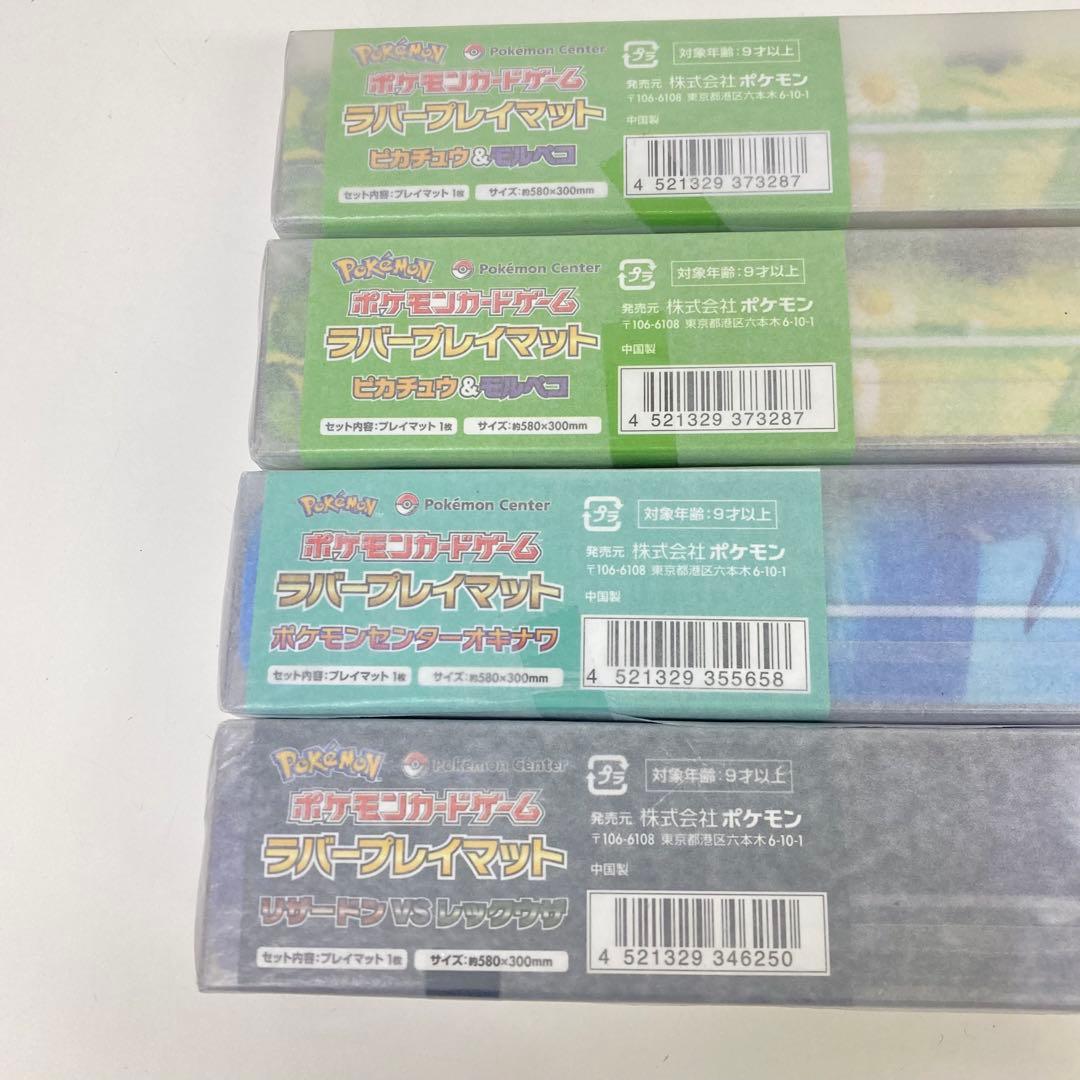 POKÉMON
Pokémon Center
ポケモンカードゲーム
ラバープレイマット
ピカチュウ&モルペコ
セット内容:プレイマット 1枚
サイズ:約580×300mm
プラ
対象年齢:9才以上
発売元 株式会社 ポケモン
〒106-6108 東京都港区六本木6-10-1
中国製
4 521329 373287
POKÉMON
Pokémon Center
ポケモンカードゲーム
ラバープレイマット
ピカチュウ&モルペコ
セット内容:プレイマット 1枚
サイズ:約580×300mm
プラ
対象年齢:9才以上
発売元 株式会社 ポケモン
〒106-6108 東京都港区六本木6-10-1
中国製
4 521329 373287
POKÉMON
Pokémon Center
ポケモンカードゲーム
ラバープレイマット
ポケモンセンターオキナワ
セット内容:プレイマット 1枚
サイズ:約580×300mm
プラ
対象年齢:9才以上
発売元 株式会社 ポケモン
〒106-6108 東京都港区六本木6-10-1
中国製
4 521329 355658
POKÉMON
Pokémon Center
ポケモンカードゲーム
ラバープレイマット
リザードン VS レックウザ
セット内容:プレイマット 1枚
サイズ:約580×300mm
プラ
対象年齢:9才以上
発売元 株式会社 ポケモン
〒106-6108 東京都港区六本木6-10-1
中国製
4 521329 346250